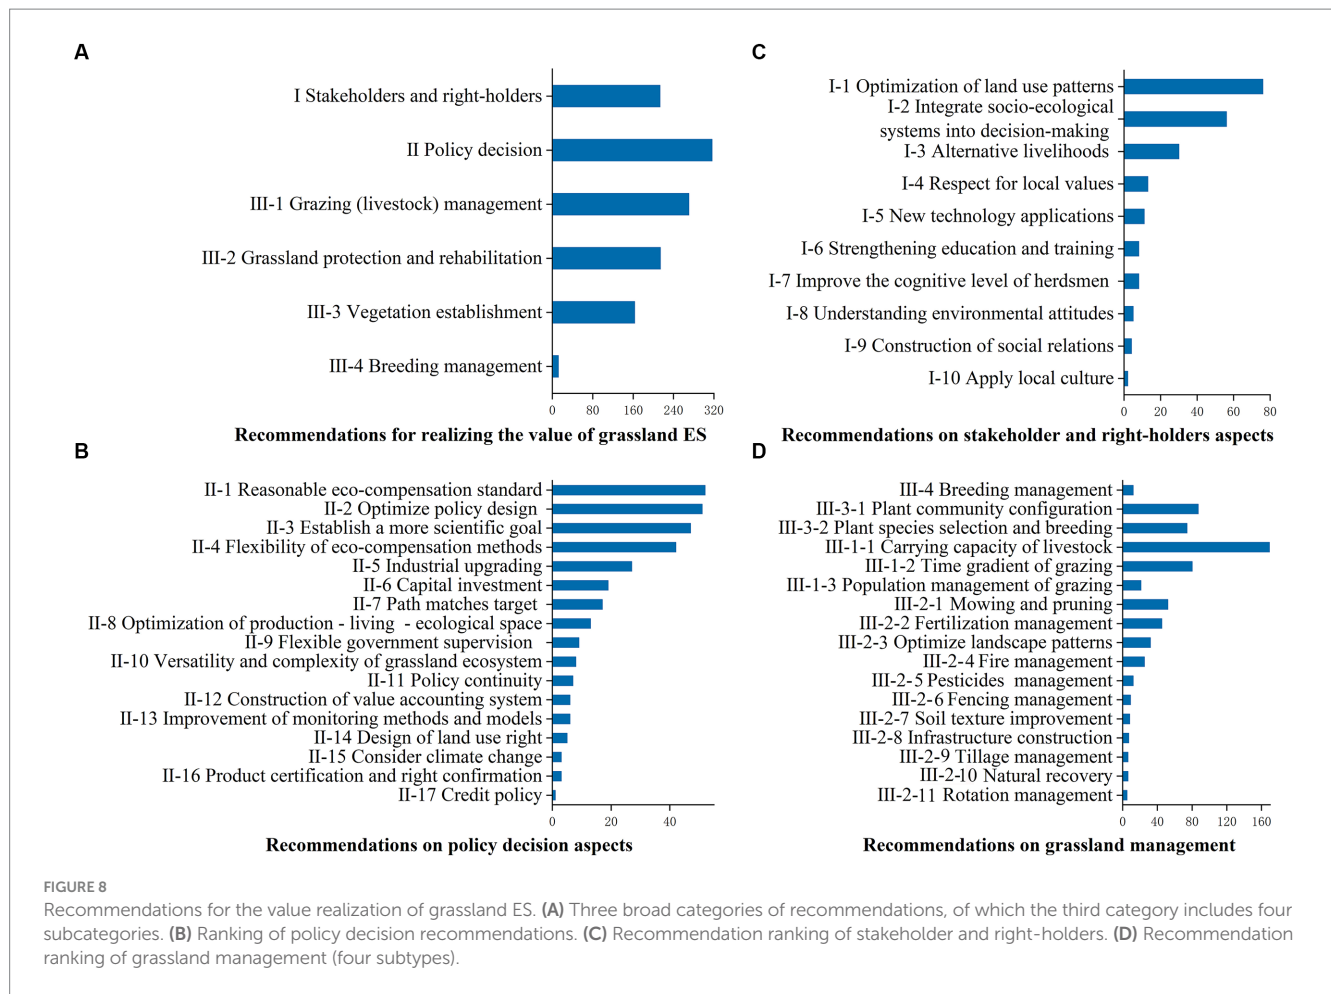 A
I Stakeholders and right-holders
II Policy decision
III-1 Grazing (livestock) management
III-2 Grassland protection and rehabilitation
III-3 Vegetation establishment
III-4 Breeding management
0 80 160 240 320
Recommendations for realizing the value of grassland ES
C
I-1 Optimization of land use patterns
I-2 Integrate socio-ecological
systems into decision-making
I-3 Alternative livelihoods
I-4 Respect for local values
I-5 New technology applications
I-6 Strengthening education and training
I-7 Improve the cognitive level of herdsmen
I-8 Understanding environmental attitudes
I-9 Construction of social relations
I-10 Apply local culture
0 20 40 60 80
Recommendations on stakeholder and right-holders aspects
B
II-1 Reasonable eco-compensation standard
II-2 Optimize policy design
II-3 Establish a more scientific goal
II-4 Flexibility of eco-compensation methods
II-5 Industrial upgrading
II-6 Capital investment
II-7 Path matches target
II-8 Optimization of production - living - ecological space
II-9 Flexible government supervision
II-10 Versatility and complexity of grassland ecosystem
II-11 Policy continuity
II-12 Construction of value accounting system
II-13 Improvement of monitoring methods and models
II-14 Design of land use right
II-15 Consider climate change
II-16 Product certification and right confirmation
II-17 Credit policy
0 20 40
Recommendations on policy decision aspects
D
III-4 Breeding management
III-3-1 Plant community configuration
III-3-2 Plant species selection and breeding
III-1-1 Carrying capacity of livestock
III-1-2 Time gradient of grazing
III-1-3 Population management of grazing
III-2-1 Mowing and pruning
III-2-2 Fertilization management
III-2-3 Optimize landscape patterns
III-2-4 Fire management
III-2-5 Pesticides management
III-2-6 Fencing management
III-2-7 Soil texture improvement
III-2-8 Infrastructure construction
III-2-9 Tillage management
III-2-10 Natural recovery
III-2-11 Rotation management
0 40 80 120 160
Recommendations on grassland management
FIGURE 8
Recommendations for the value realization of grassland ES. (A) Three broad categories of recommendations, of which the third category includes four
subcategories. (B) Ranking of policy decision recommendations. (C) Recommendation ranking of stakeholder and right-holders. (D) Recommendation
ranking of grassland management (four subtypes).